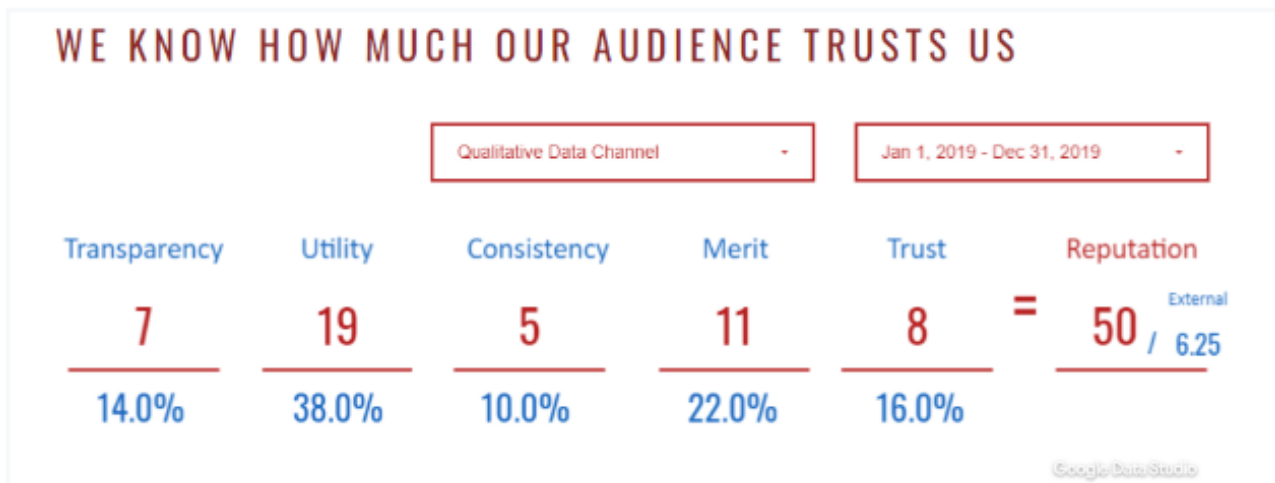 WE KNOW HOW MUCH OUR AUDIENCE TRUSTS US
Qualitative Data Channel
Jan 1, 2019 - Dec 31, 2019
Transparency Utility Consistency Merit Trust Reputation
7 19 5 11 8 = 50 / External 6.25
14.0% 38.0% 10.0% 22.0% 16.0%
Google Data Studio